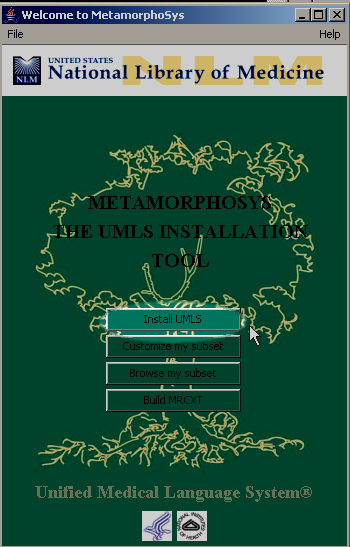 Welcome to MetamorphoSys
File Help
UNITED STATES
National Library of Medicine
NLM
NLM
METAMORPHOSYS
THE UMLS INSTALLATION
TOOL
Install UMLS
Customize my subset
Browse my subset
Build MRCXT
Unified Medical Language System®